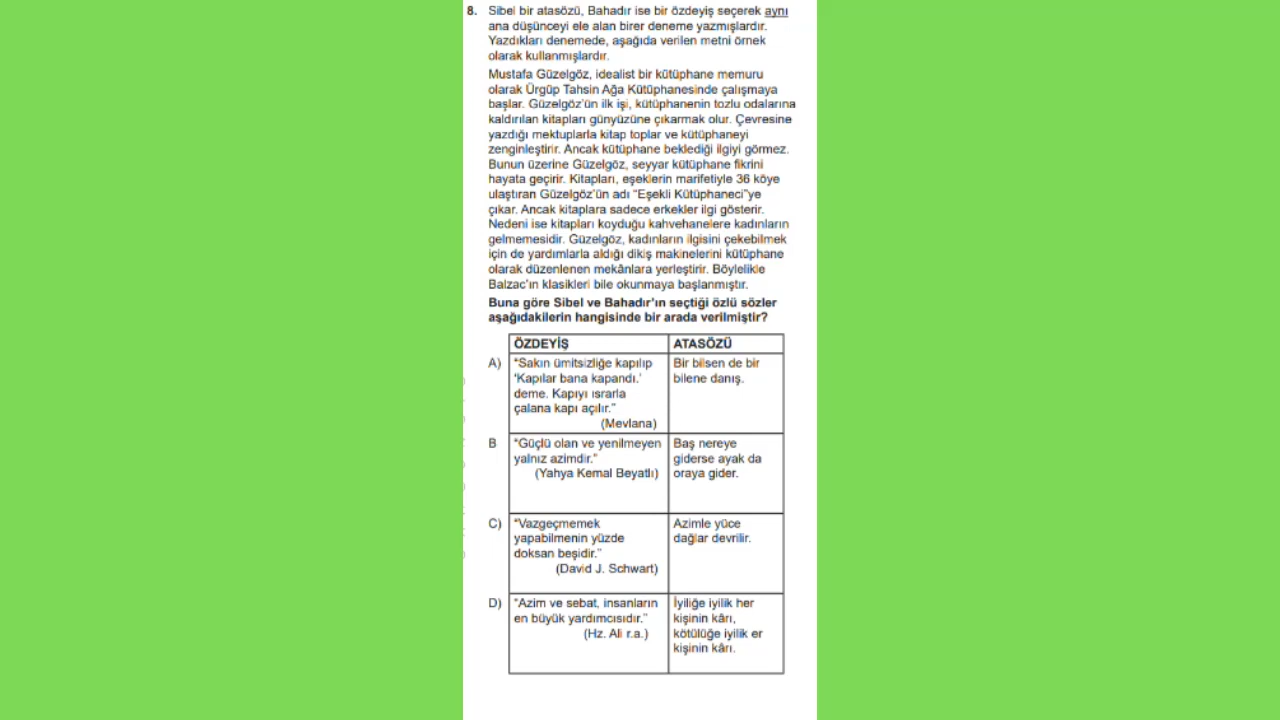 8. Sibel bir atasözü, Bahadır ise bir özdeyiş seçerek aynı
ana düşünceyi ele alan birer deneme yazmışlardır.
Yazdıkları denemede, aşağıda verilen metni örnek
olarak kullanmışlardır.
Mustafa Güzelgöz, idealist bir kütüphane memuru
olarak Ürgüp Tahsin Ağa Kütüphanesinde çalışmaya
başlar. Güzelgöz'ün ilk işi, kütüphanenin tozlu odalarına
kaldırılan kitapları günyüzüne çıkarmak olur. Çevresine
yazdığı mektuplarla kitap toplar ve kütüphaneyi
zenginleştirir. Ancak kütüphane beklediği ilgiyi görmez.
Bunun üzerine Güzelgöz, seyyar kütüphane fikrini
hayata geçirir. Kitapları, eşeklerin marifetiyle 36 köye
ulaştıran Güzelgöz'ün adı "Eşekli Kütüphaneci"ye
çıkar. Ancak kitaplara sadece erkekler ilgi gösterir.
Nedeni ise kitapları koyduğu kahvehanelere kadınların
gelmemesidir. Güzelgöz, kadınların ilgisini çekebilmek
için de yardımlarla aldığı dikiş makinelerini kütüphane
olarak düzenlenen mekânlara yerleştirir. Böylelikle
Balzac'ın klasikleri bile okunmaya başlanmıştır.
Buna göre Sibel ve Bahadır'ın seçtiği özlü sözler
aşağıdakilerin hangisinde bir arada verilmiştir?
ÖZDEYİŞ ATASÖZÜ
A) "Sakın ümitsizliğe kapılıp Bir bilsen de bir
'Kapılar bana kapandı.' bilene danış.
deme. Kapıyı ısrarla
çalana kapı açılır."
(Mevlana)
B "Güçlü olan ve yenilmeyen Baş nereye
yalnız azimdir." giderse ayak da
(Yahya Kemal Beyatlı) oraya gider.
C) "Vazgeçmemek Azimle yüce
yapabilmenin yüzde dağlar devrilir.
doksan beşidir."
(David J. Schwart)
D) "Azim ve sebat, insanların İyiliğe iyilik her
en büyük yardımcısıdır." kişinin kârı,
(Hz. Ali r.a.) kötülüğe iyilik er
kişinin kârı.